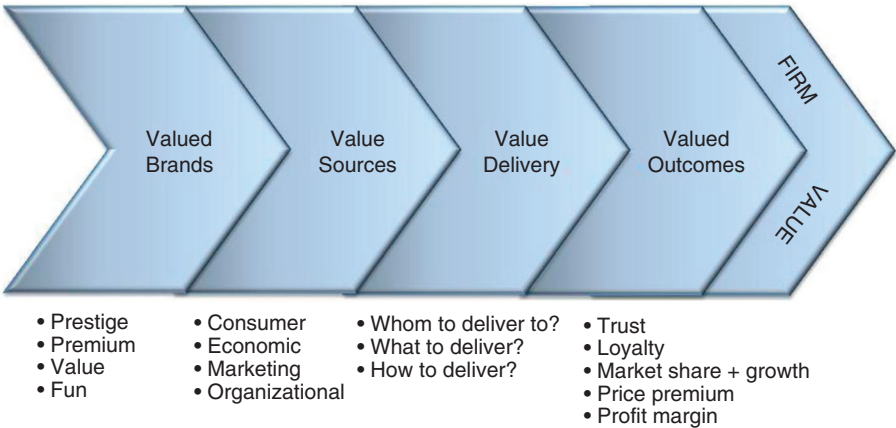 Valued
Brands
Value
Sources
Value
Delivery
Valued
Outcomes
FIRM
VALUE
• Prestige
• Premium
• Value
• Fun
• Consumer
• Economic
• Marketing
• Organizational
• Whom to deliver to?
• What to deliver?
• How to deliver?
• Trust
• Loyalty
• Market share + growth
• Price premium
• Profit margin